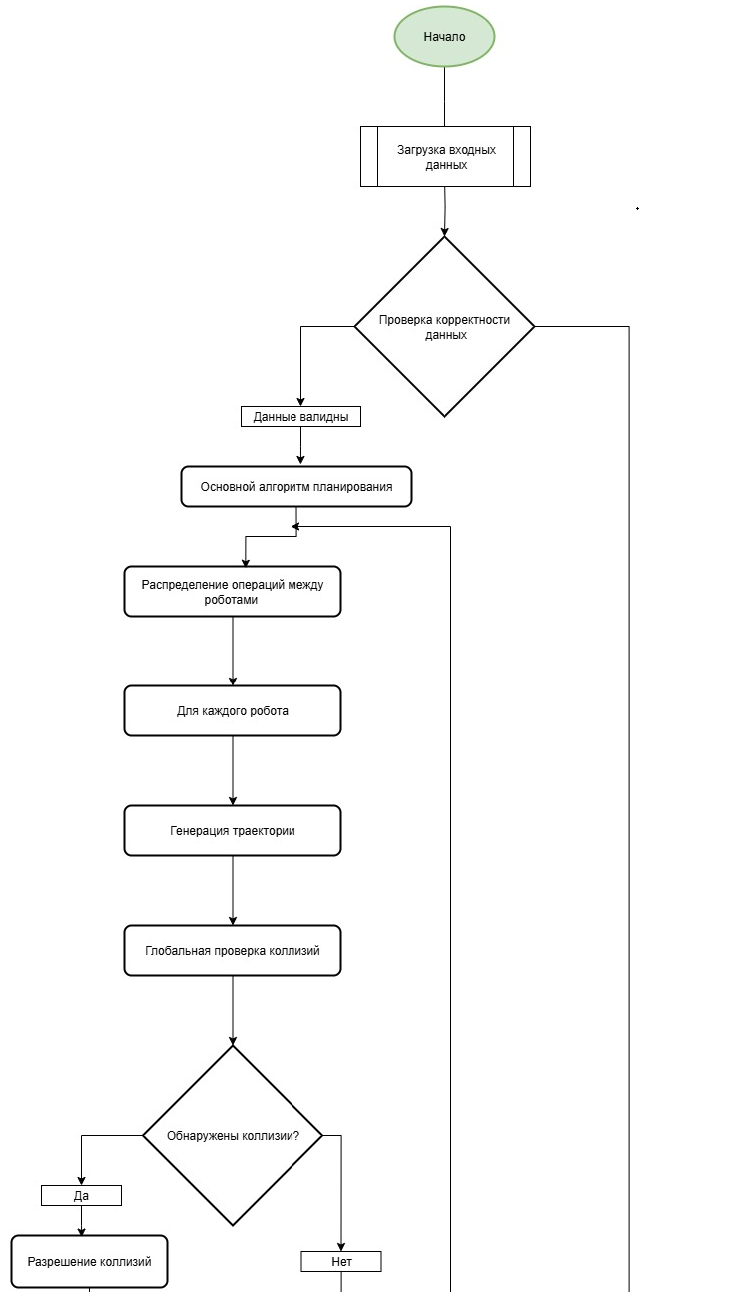 Начало
Загрузка входных
данных
Проверка корректности
данных
Данные валидны
Основной алгоритм планирования
Распределение операций между
роботами
Для каждого робота
Генерация траектории
Глобальная проверка коллизий
Обнаружены коллизии?
Да
Разрешение коллизий
Нет